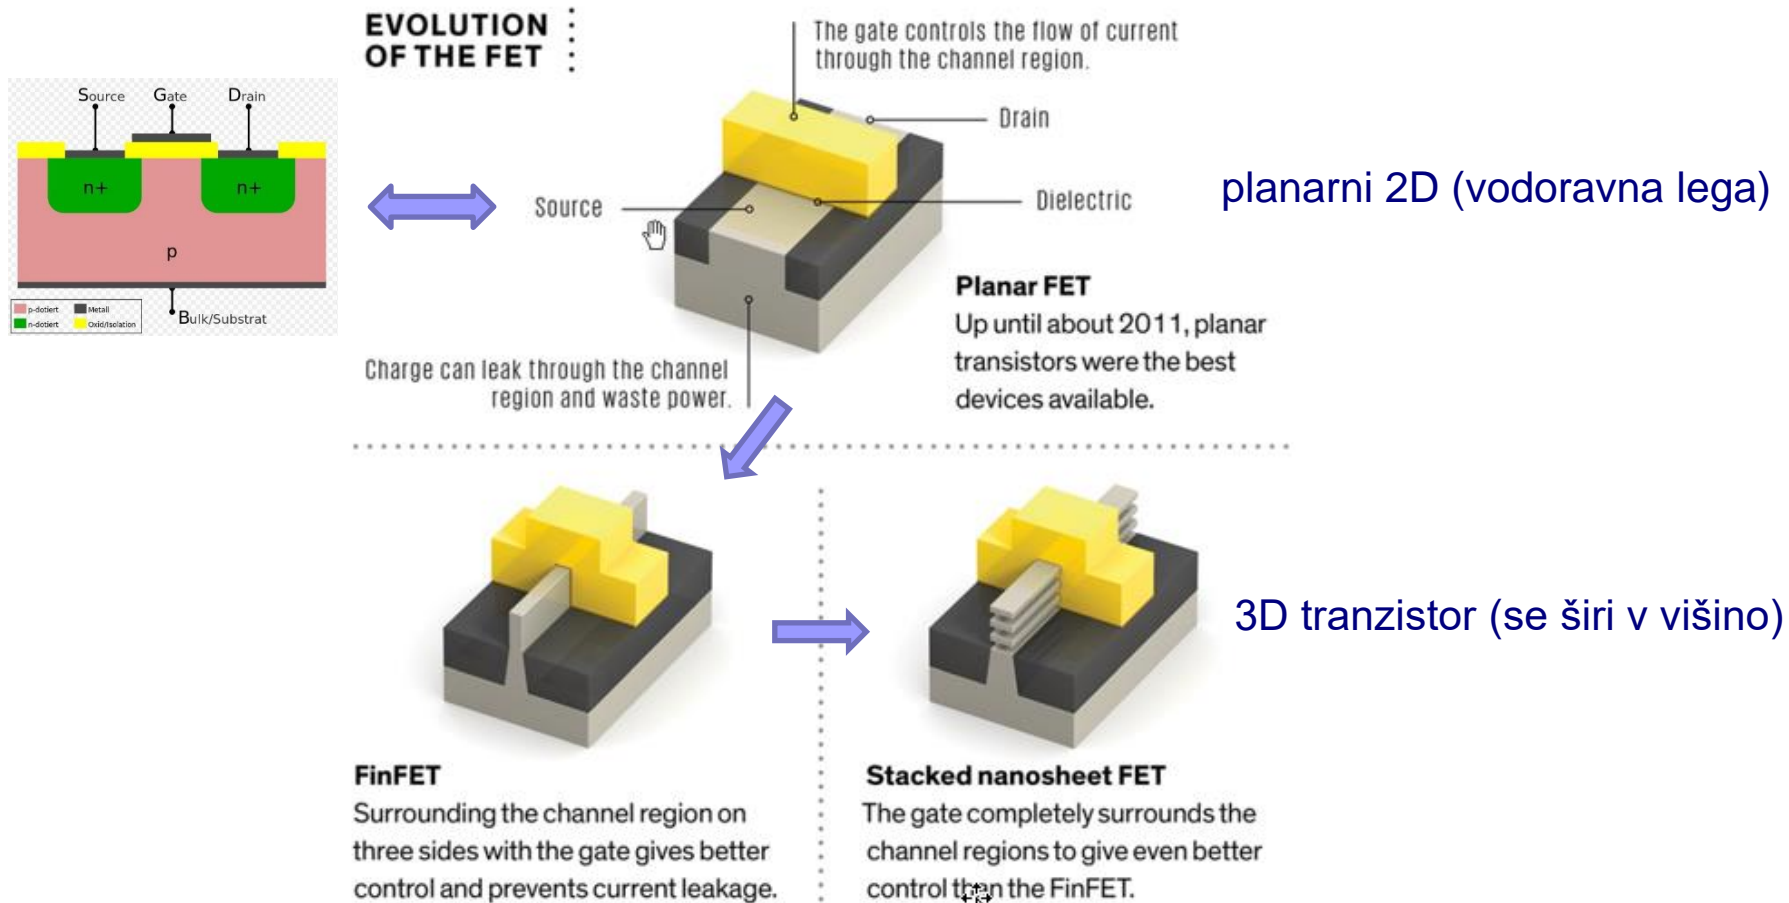 EVOLUTION
OF THE FET
The gate controls the flow of current
through the channel region.
Source Gate Drain
n+ n+
p
Bulk/Substrat
p-dotiert Metall
n-dotiert Oxid/Isolation
Drain
Source
Dielectric
planarni 2D (vodoravna lega)
Planar FET
Up until about 2011, planar
transistors were the best
devices available.
Charge can leak through the channel
region and waste power.
3D tranzistor (se širi v višino)
FinFET
Surrounding the channel region on
three sides with the gate gives better
control and prevents current leakage.
Stacked nanosheet FET
The gate completely surrounds the
channel regions to give even better
control than the FinFET.